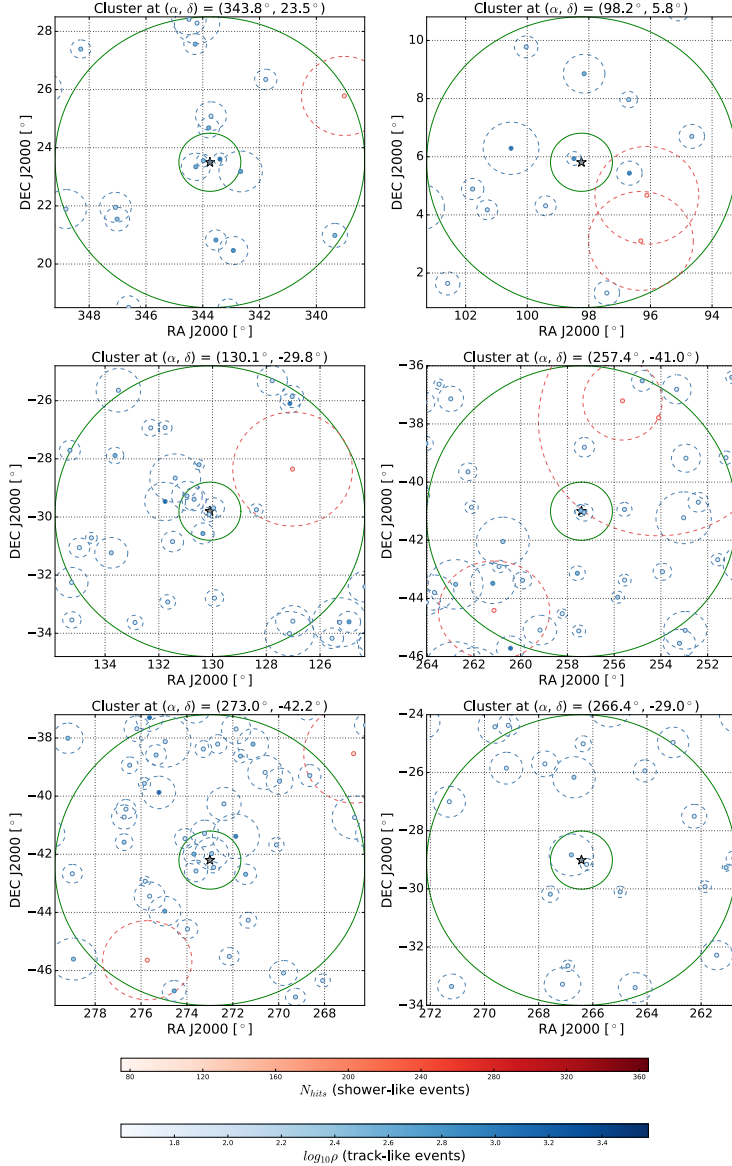 Cluster at (α, δ) = (343.8°, 23.5°)
28
26
24
22
20
DEC J2000 [°]
348 346 344 342 340
RA J2000 [°]
Cluster at (α, δ) = (98.2°, 5.8°)
10
8
6
4
2
DEC J2000 [°]
102 100 98 96 94
RA J2000 [°]
Cluster at (α, δ) = (130.1°, -29.8°)
−26
−28
−30
−32
−34
DEC J2000 [°]
134 132 130 128 126 124
RA J2000 [°]
Cluster at (α, δ) = (257.4°, -41.0°)
−36
−38
−40
−42
−44
−46
DEC J2000 [°]
264 262 260 258 256 254 252
RA J2000 [°]
Cluster at (α, δ) = (273.0°, -42.2°)
−38
−40
−42
−44
−46
DEC J2000 [°]
278 276 274 272 270 268
RA J2000 [°]
Cluster at (α, δ) = (266.4°, -29.0°)
−24
−26
−28
−30
−32
−34
DEC J2000 [°]
272 270 268 266 264 262
RA J2000 [°]
80 120 160 200 240 280 320 360
N_hits (shower-like events)
1.8 2.0 2.2 2.4 2.6 2.8 3.0 3.2 3.4
log₁₀ρ (track-like events)